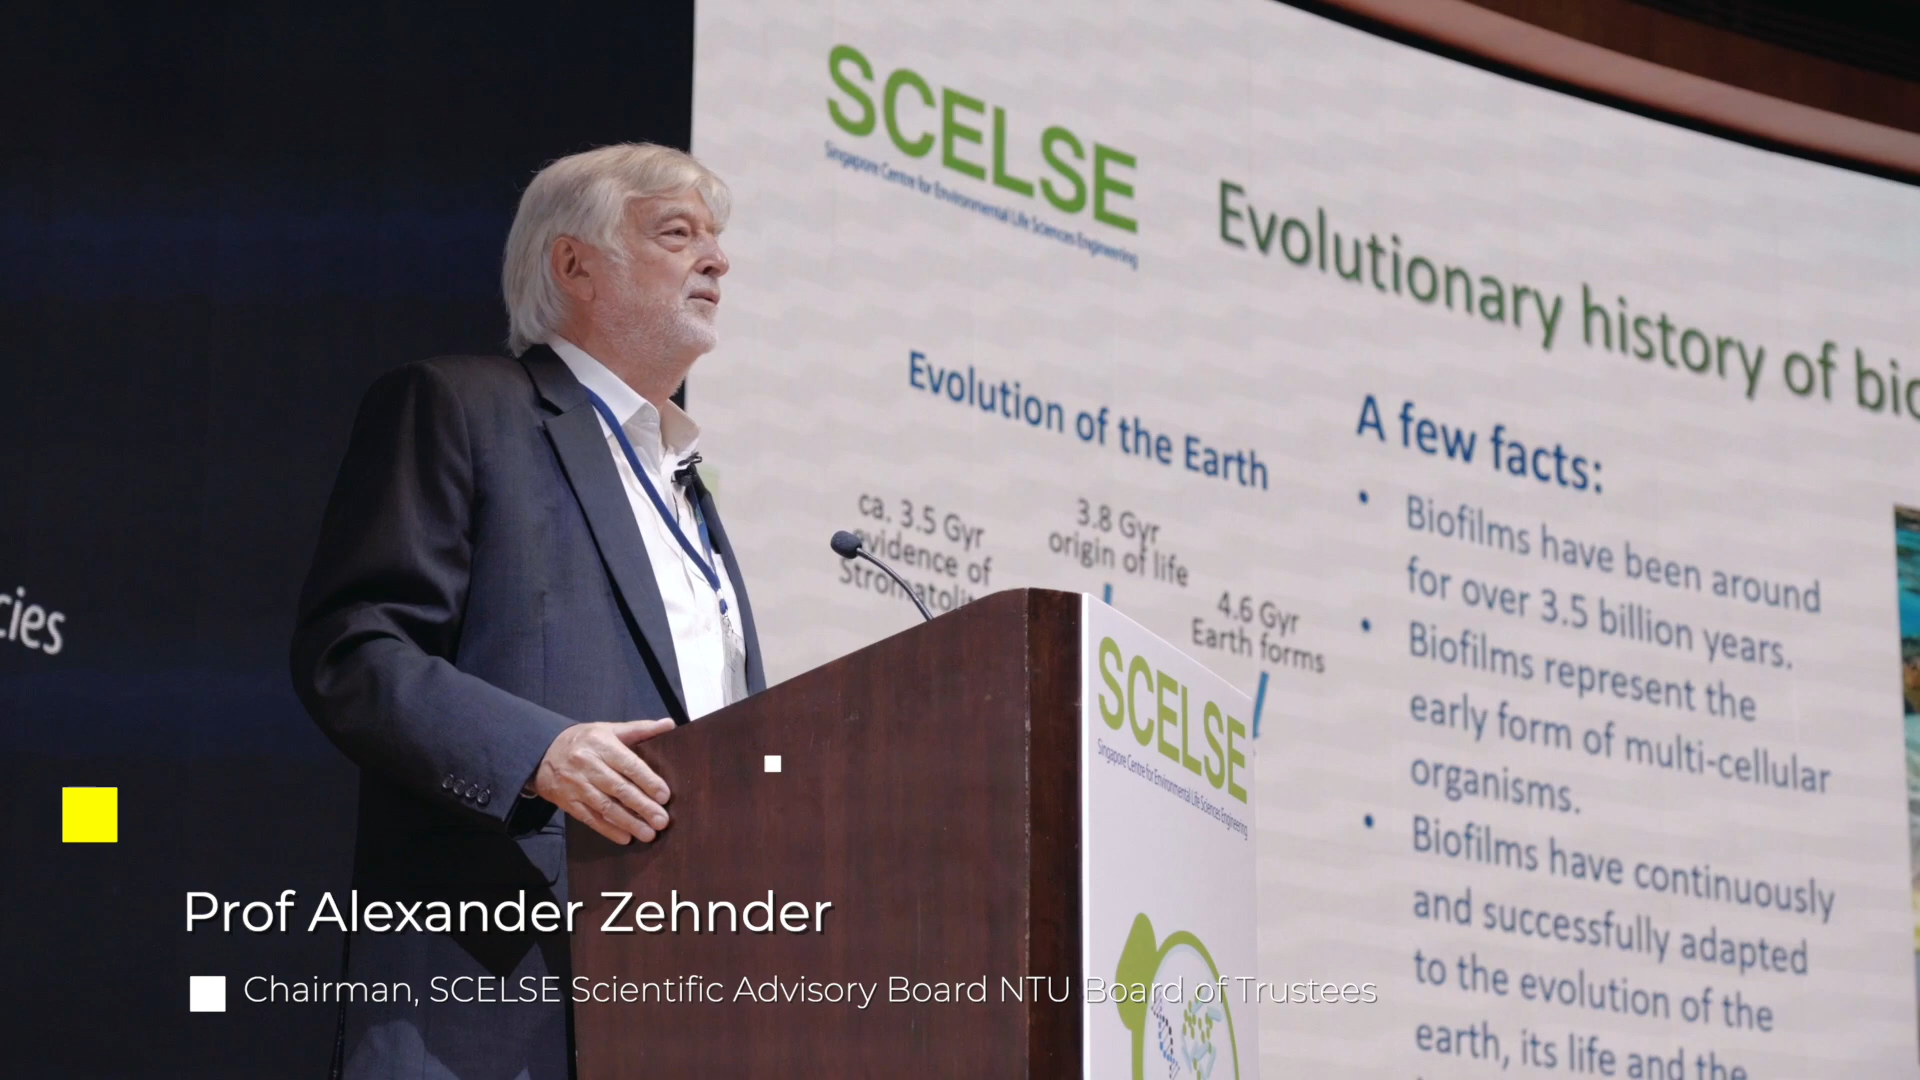 SCELSE
Singapore Centre for Environmental Life Sciences Engineering
Evolutionary history of bio
Evolution of the Earth
ca. 3.5 Gyr
evidence of
Stromatolit
3.8 Gyr
origin of life
4.6 Gyr
Earth forms
A few facts:
• Biofilms have been around
for over 3.5 billion years.
• Biofilms represent the
early form of multi-cellular
organisms.
• Biofilms have continuously
and successfully adapted
to the evolution of the
earth, its life and the
cies
SCELSE
Singapore Centre for Environmental Life Sciences Engineering
Prof Alexander Zehnder
Chairman, SCELSE Scientific Advisory Board NTU Board of Trustees